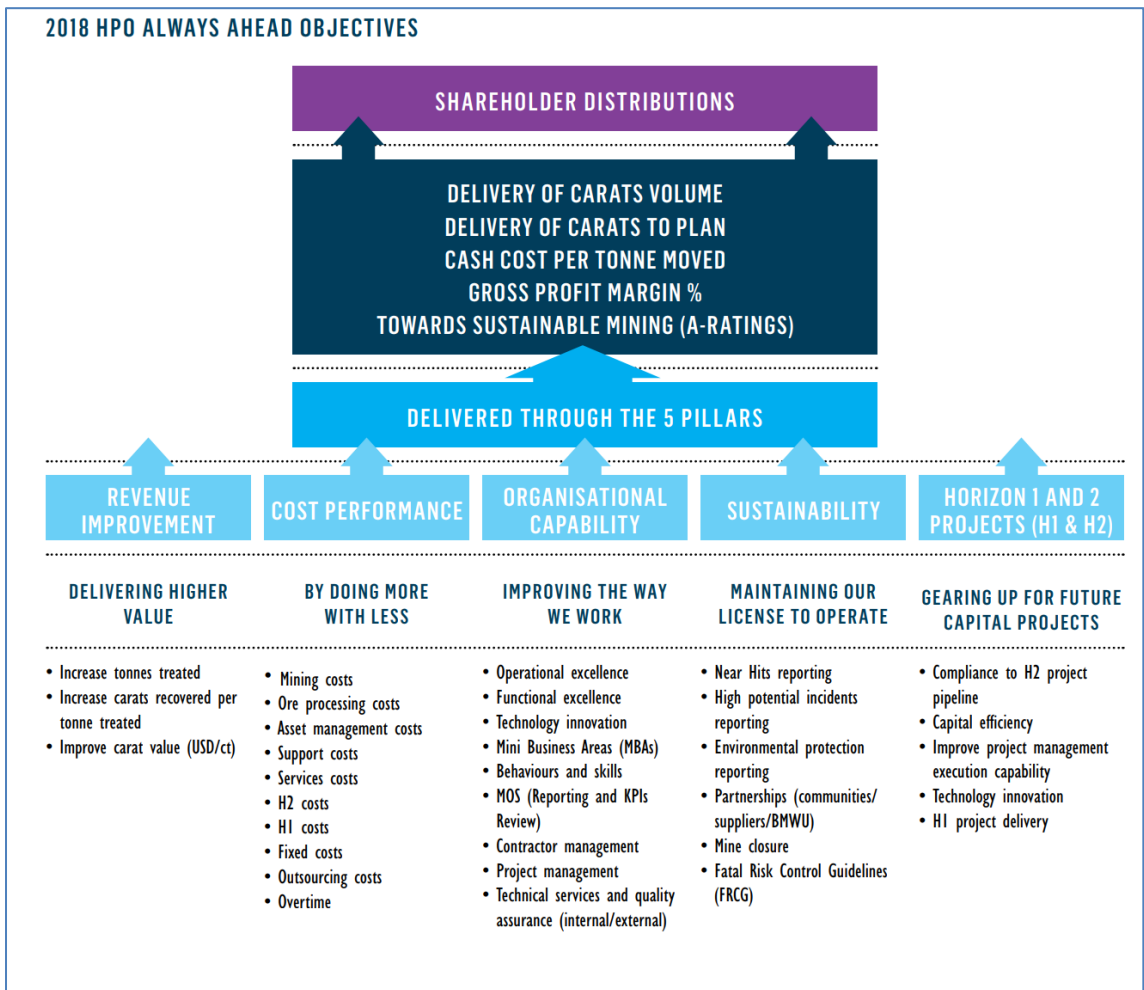 2018 HPO ALWAYS AHEAD OBJECTIVES
SHAREHOLDER DISTRIBUTIONS
DELIVERY OF CARATS VOLUME
DELIVERY OF CARATS TO PLAN
CASH COST PER TONNE MOVED
GROSS PROFIT MARGIN %
TOWARDS SUSTAINABLE MINING (A-RATINGS)
DELIVERED THROUGH THE 5 PILLARS
REVENUE
IMPROVEMENT
DELIVERING HIGHER
VALUE
• Increase tonnes treated
• Increase carats recovered per
tonne treated
• Improve carat value (USD/ct)
COST PERFORMANCE
BY DOING MORE
WITH LESS
• Mining costs
• Ore processing costs
• Asset management costs
• Support costs
• Services costs
• H2 costs
• H1 costs
• Fixed costs
• Outsourcing costs
• Overtime
ORGANISATIONAL
CAPABILITY
IMPROVING THE WAY
WE WORK
• Operational excellence
• Functional excellence
• Technology innovation
• Mini Business Areas (MBAs)
• Behaviours and skills
• MOS (Reporting and KPIs
Review)
• Contractor management
• Project management
• Technical services and quality
assurance (internal/external)
SUSTAINABILITY
MAINTAINING OUR
LICENSE TO OPERATE
• Near Hits reporting
• High potential incidents
reporting
• Environmental protection
reporting
• Partnerships (communities/
suppliers/BMWU)
• Mine closure
• Fatal Risk Control Guidelines
(FRCG)
HORIZON 1 AND 2
PROJECTS (H1 & H2)
GEARING UP FOR FUTURE
CAPITAL PROJECTS
• Compliance to H2 project
pipeline
• Capital efficiency
• Improve project management
execution capability
• Technology innovation
• H1 project delivery